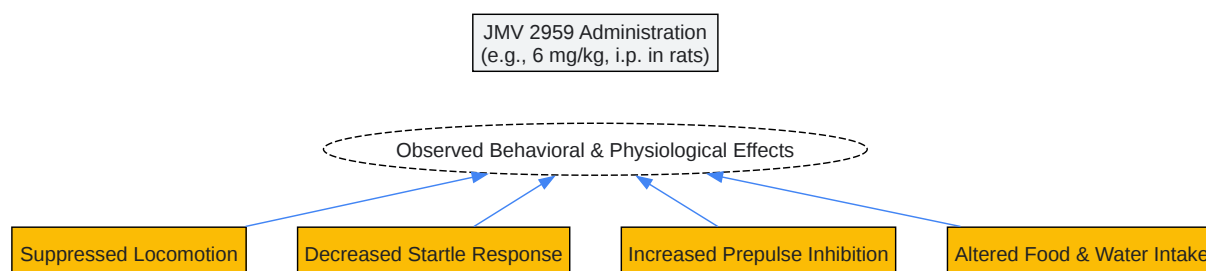 JMV 2959 Administration
(e.g., 6 mg/kg, i.p. in rats)
Observed Behavioral & Physiological Effects
Suppressed Locomotion
Decreased Startle Response
Increased Prepulse Inhibition
Altered Food & Water Intake